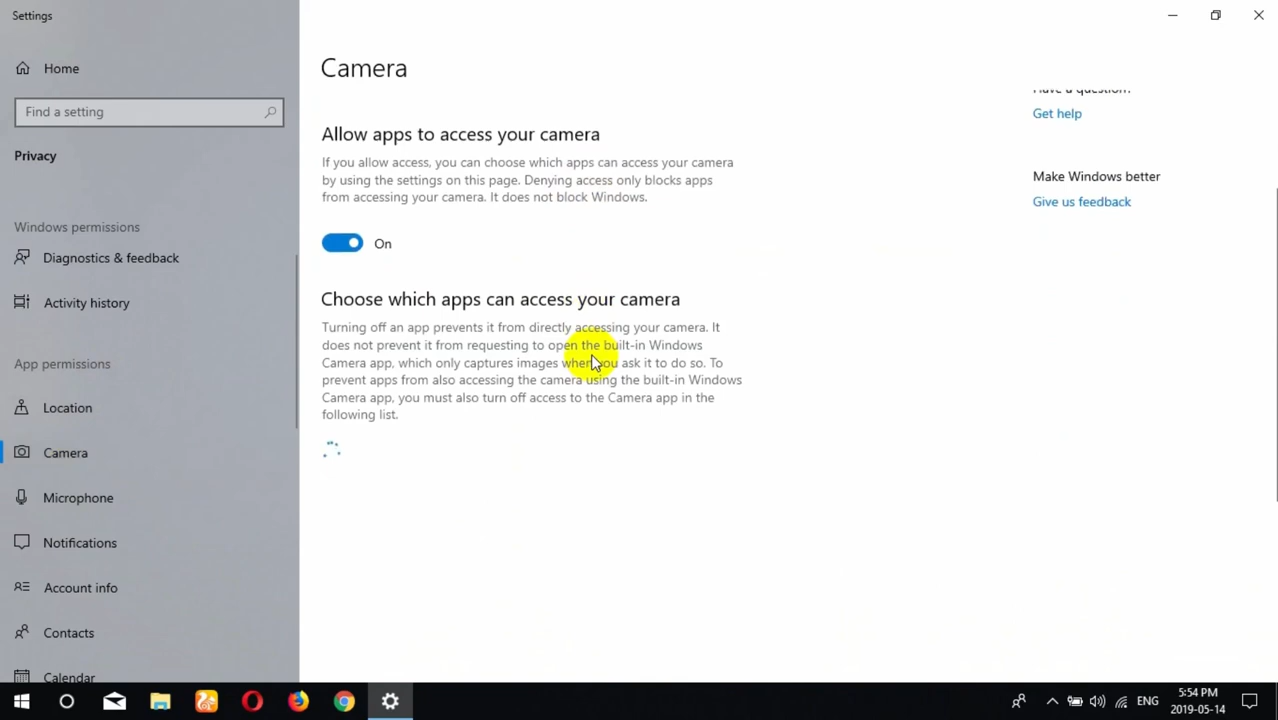 Settings
Home
Find a setting
Privacy
Windows permissions
Diagnostics & feedback
Activity history
App permissions
Location
Camera
Microphone
Notifications
Account info
Contacts
Calendar
Camera
Allow apps to access your camera
If you allow access, you can choose which apps can access your camera
by using the settings on this page. Denying access only blocks apps
from accessing your camera. It does not block Windows.
On
Choose which apps can access your camera
Turning off an app prevents it from directly accessing your camera. It
does not prevent it from requesting to open the built-in Windows
Camera app, which only captures images when you ask it to do so. To
prevent apps from also accessing the camera using the built-in Windows
Camera app, you must also turn off access to the Camera app in the
following list.
Have a question?
Get help
Make Windows better
Give us feedback
ENG
5:54 PM
2019-05-14